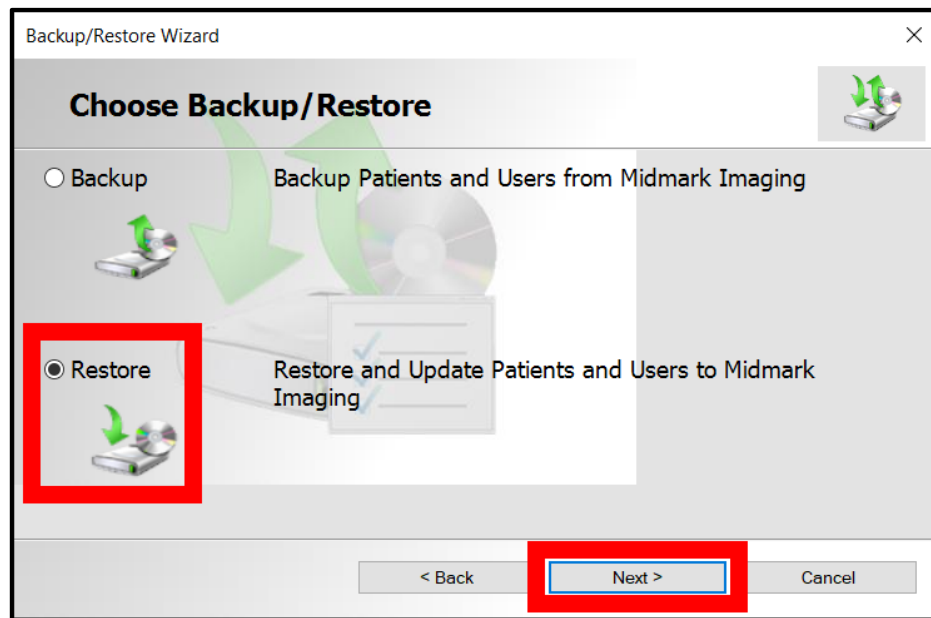 Backup/Restore Wizard
Choose Backup/Restore
Backup
Backup Patients and Users from Midmark Imaging
Restore
Restore and Update Patients and Users to Midmark
Imaging
< Back
Next >
Cancel